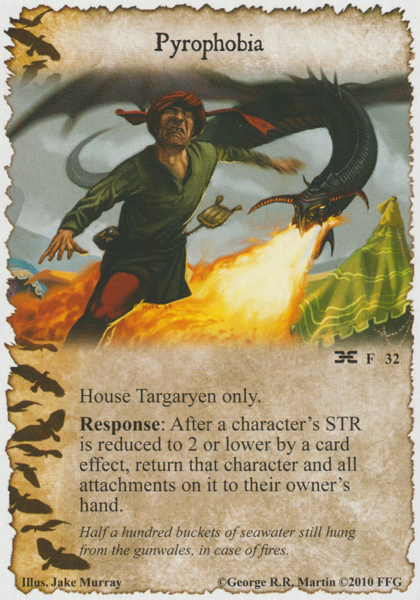 Pyrophobia
F 32
House Targaryen only.
Response: After a character's STR
is reduced to 2 or lower by a card
effect, return that character and all
attachments on it to their owner's
hand.
Half a hundred buckets of seawater still hung
from the gunwales, in case of fires.
Illus. Jake Murray ©George R.R. Martin ©2010 FFG